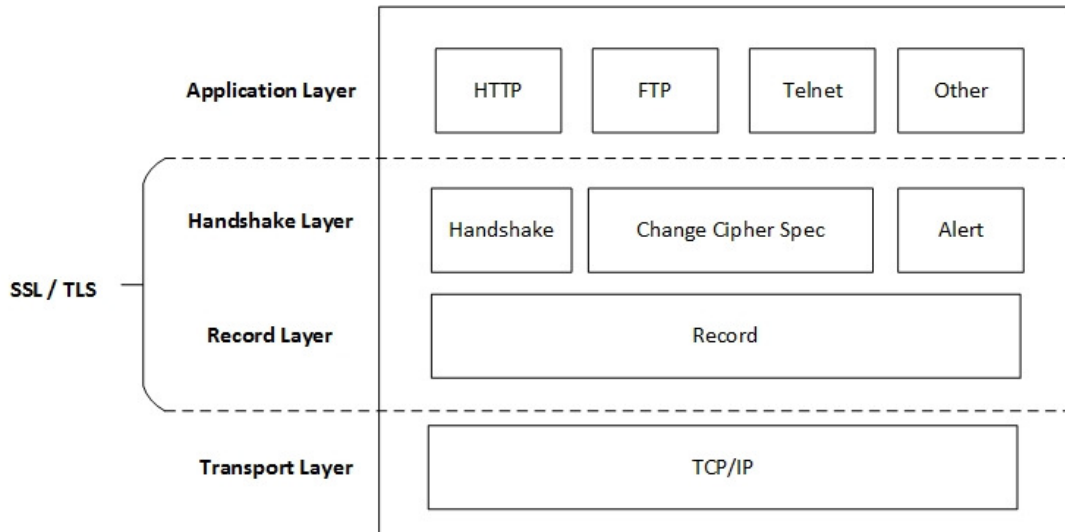 Application Layer
HTTP
FTP
Telnet
Other
Handshake Layer
Handshake
Change Cipher Spec
Alert
SSL / TLS
Record Layer
Record
Transport Layer
TCP/IP